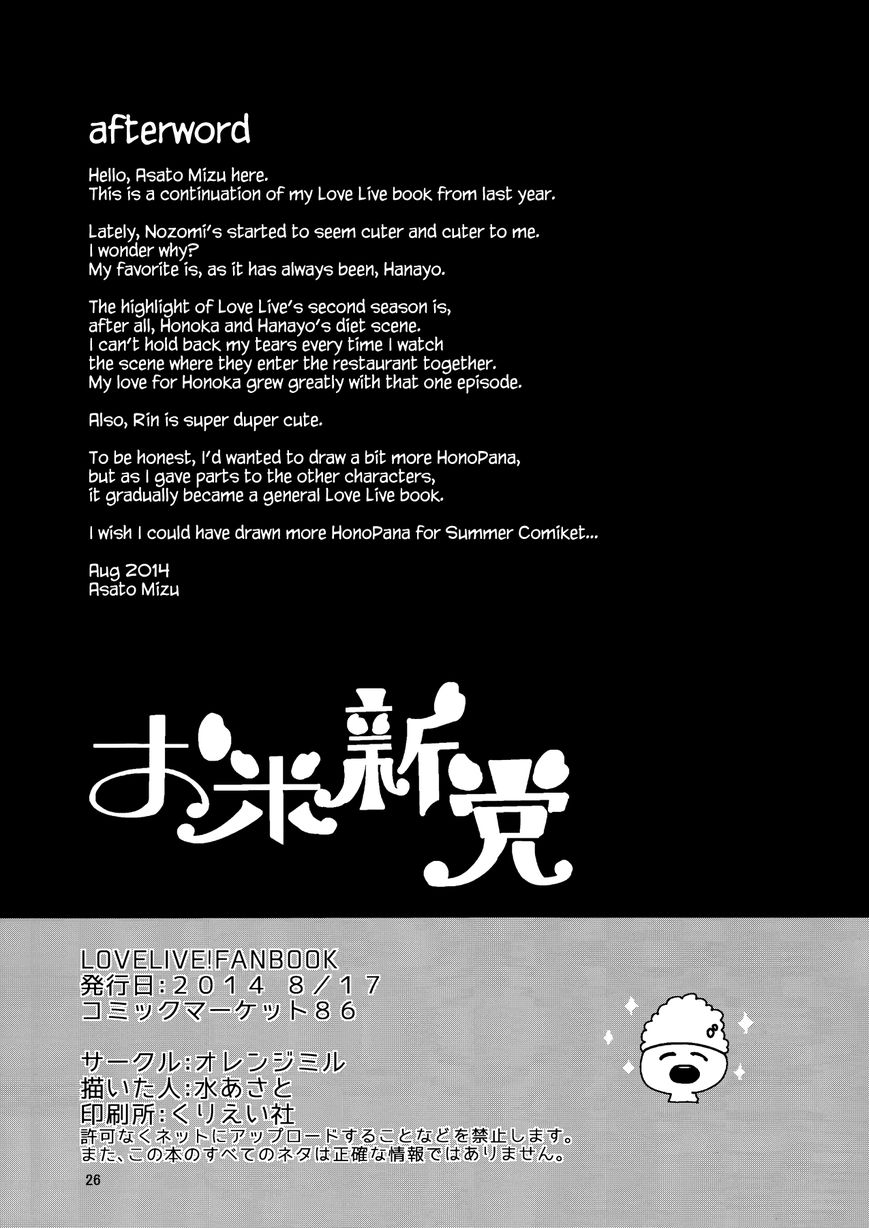 afterword
Hello, Asato Mizu here.
This is a continuation of my Love Live book from last year.
Lately, Nozomi's started to seem cuter and cuter to me.
I wonder why?
My favorite is, as it has always been, Hanayo.
The highlight of Love Live's second season is,
after all, Honoka and Hanayo's diet scene.
I can't hold back my tears every time I watch
the scene where they enter the restaurant together.
My love for Honoka grew greatly with that one episode.
Also, Rin is super duper cute.
To be honest, I'd wanted to draw a bit more HonoPana,
but as I gave parts to the other characters,
it gradually became a general Love Live book.
I wish I could have drawn more HonoPana for Summer Comiket...
Aug 2014
Asato Mizu
お米新党
LOVELIVE!FANBOOK
発行日:2014 8/17
コミックマーケット86
サークル:オレンジミル
描いた人:水あさと
印刷所:くりえい社
許可なくネットにアップロードすることなどを禁止します。
また、この本のすべてのネタは正確な情報ではありません。
26